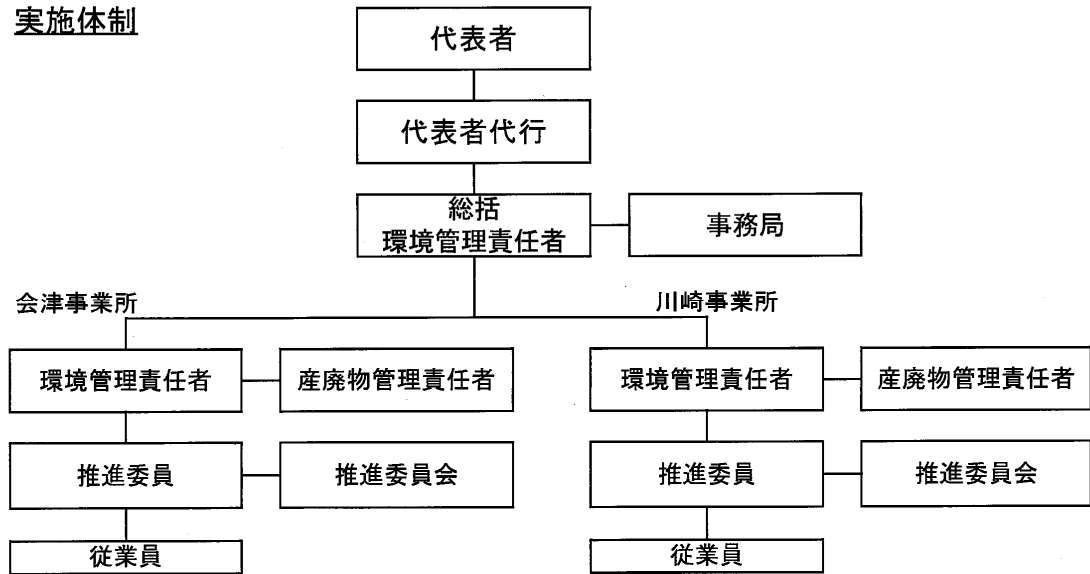 実施体制
代表者
代表者代行
総括
環境管理責任者
事務局
会津事業所
川崎事業所
環境管理責任者
産廃物管理責任者
環境管理責任者
産廃物管理責任者
推進委員
推進委員会
推進委員
推進委員会
従業員
従業員